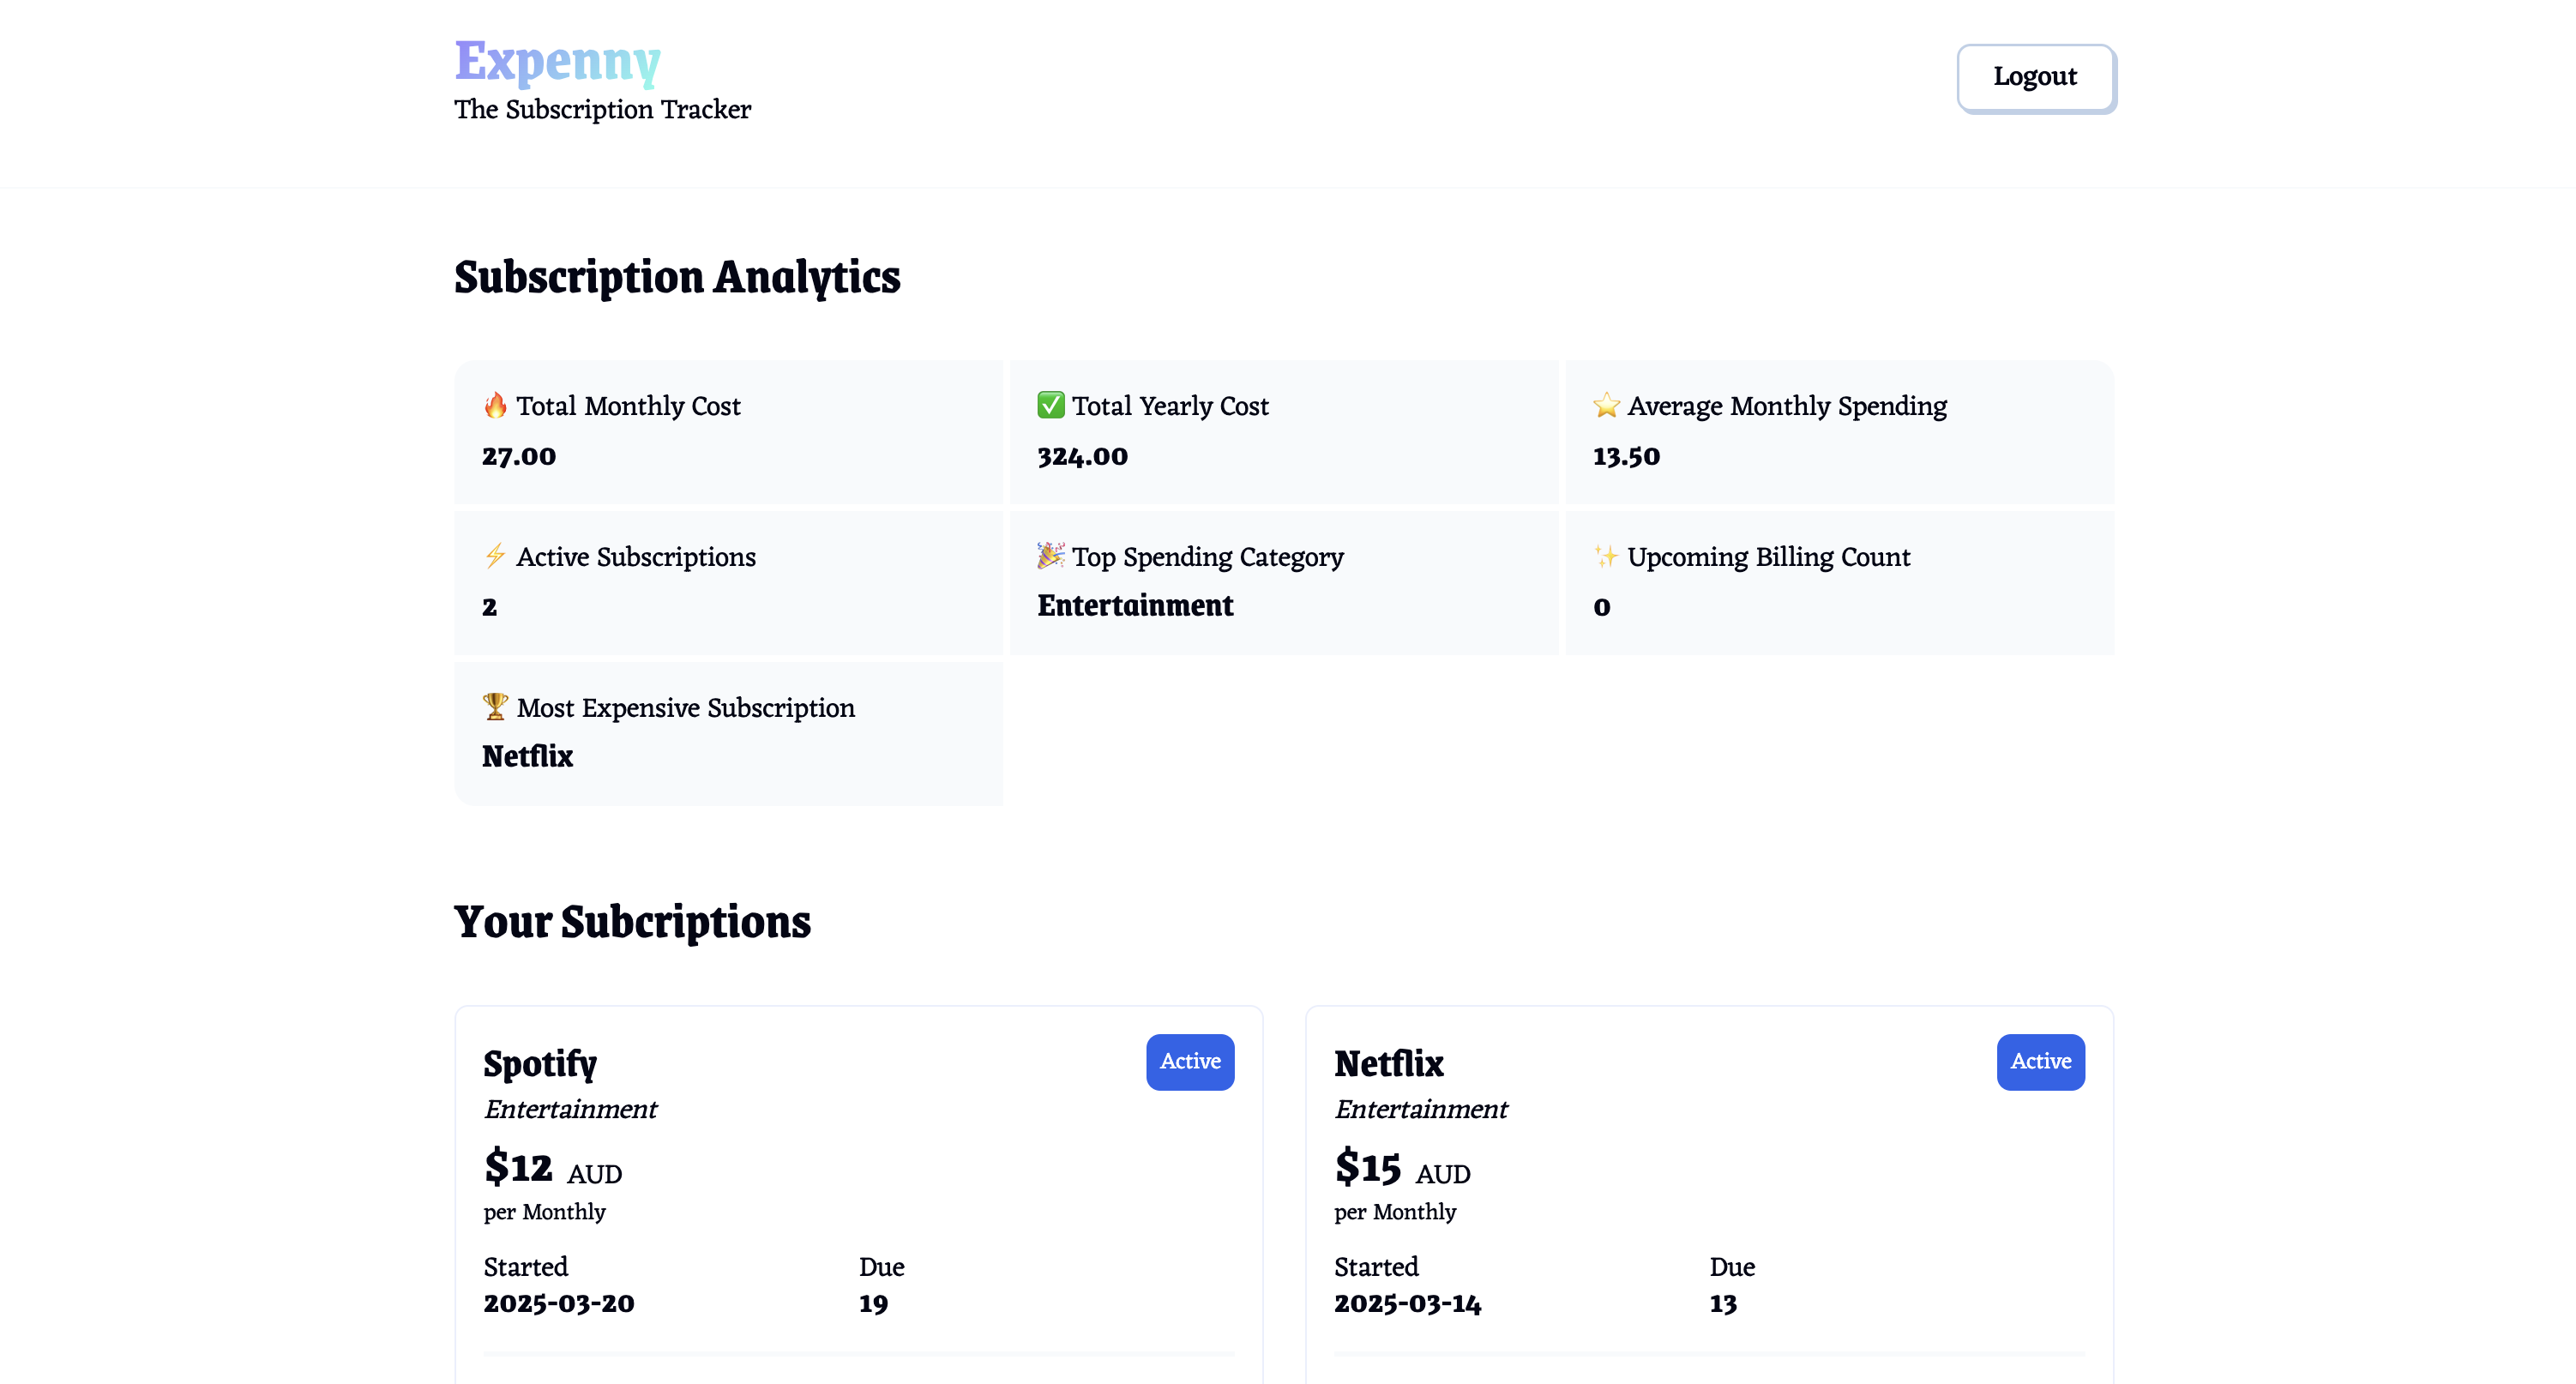 Expenny
The Subscription Tracker
Logout
Subscription Analytics
🔥 Total Monthly Cost
27.00
✅ Total Yearly Cost
324.00
⭐ Average Monthly Spending
13.50
⚡ Active Subscriptions
2
🎉 Top Spending Category
Entertainment
✨ Upcoming Billing Count
0
🏆 Most Expensive Subscription
Netflix
Your Subcriptions
Spotify
Active
Entertainment
$12 AUD
per Monthly
Started
2025-03-20
Due
19
Netflix
Active
Entertainment
$15 AUD
per Monthly
Started
2025-03-14
Due
13